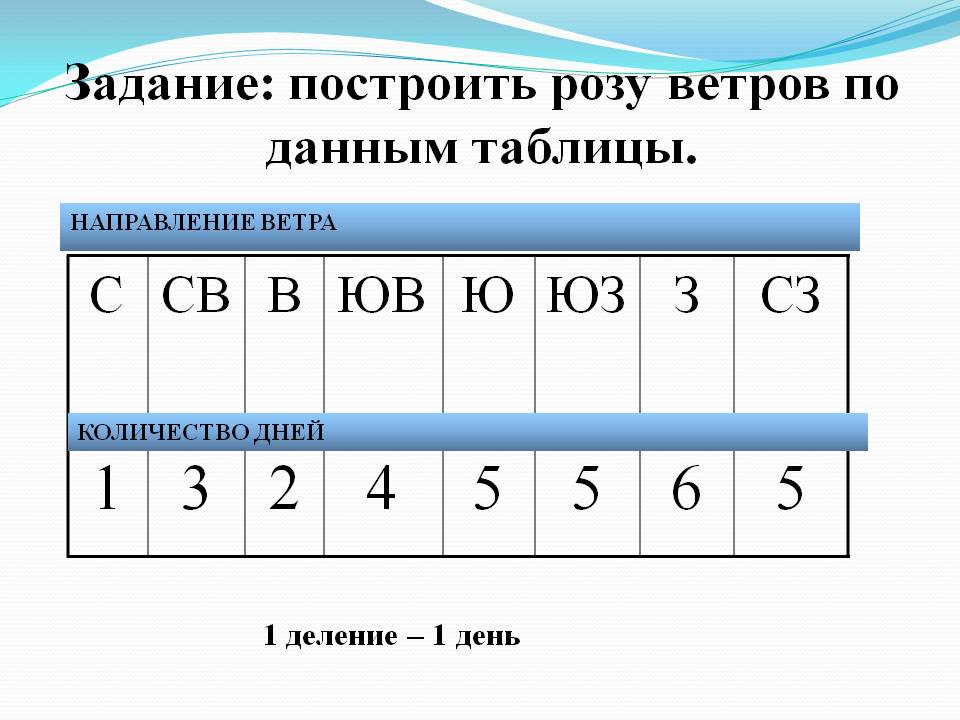 Задание: построить розу ветров по
данным таблицы.
НАПРАВЛЕНИЕ ВЕТРА
С СВ В ЮВ Ю ЮЗ З СЗ
КОЛИЧЕСТВО ДНЕЙ
1 3 2 4 5 5 6 5
1 деление – 1 день